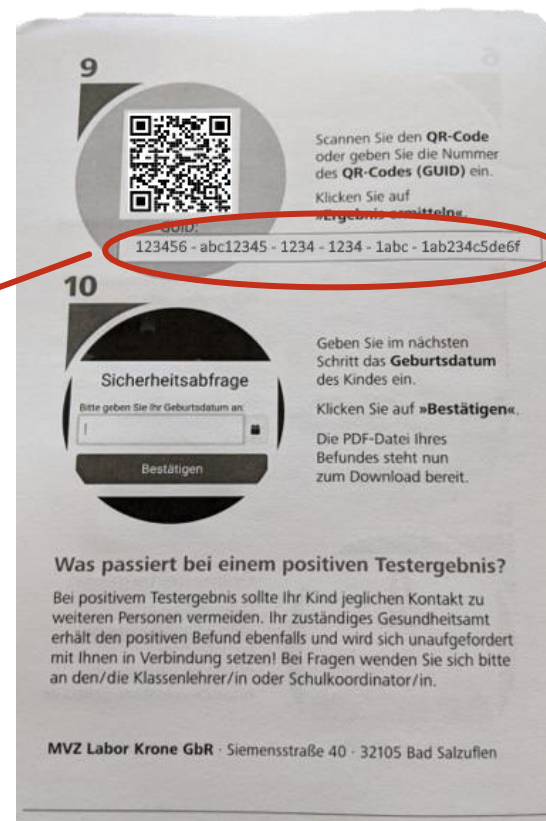 9
Scannen Sie den QR-Code
oder geben Sie die Nummer
des QR-Codes (GUID) ein.
Klicken Sie auf
»Ergebnis ermitteln«.
GUID:
123456 - abc12345 - 1234 - 1234 - 1abc - 1ab234c5de6f
10
Sicherheitsabfrage
Bitte geben Sie Ihr Geburtsdatum an:
Bestätigen
Geben Sie im nächsten
Schritt das Geburtsdatum
des Kindes ein.
Klicken Sie auf »Bestätigen«.
Die PDF-Datei Ihres
Befundes steht nun
zum Download bereit.
Was passiert bei einem positiven Testergebnis?
Bei positivem Testergebnis sollte Ihr Kind jeglichen Kontakt zu
weiteren Personen vermeiden. Ihr zuständiges Gesundheitsamt
erhält den positiven Befund ebenfalls und wird sich unaufgefordert
mit Ihnen in Verbindung setzen! Bei Fragen wenden Sie sich bitte
an den/die Klassenlehrer/in oder Schulkoordinator/in.
MVZ Labor Krone GbR · Siemensstraße 40 · 32105 Bad Salzuflen